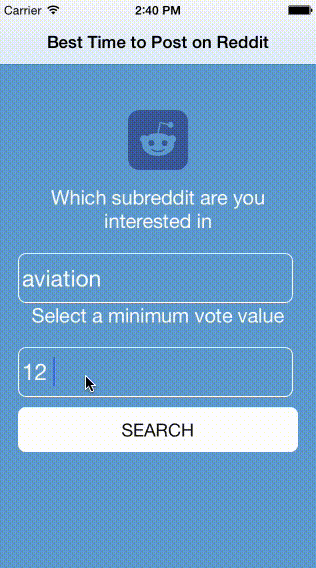 Carrier 2:40 PM
Best Time to Post on Reddit
Which subreddit are you
interested in
aviation
Select a minimum vote value
12
SEARCH